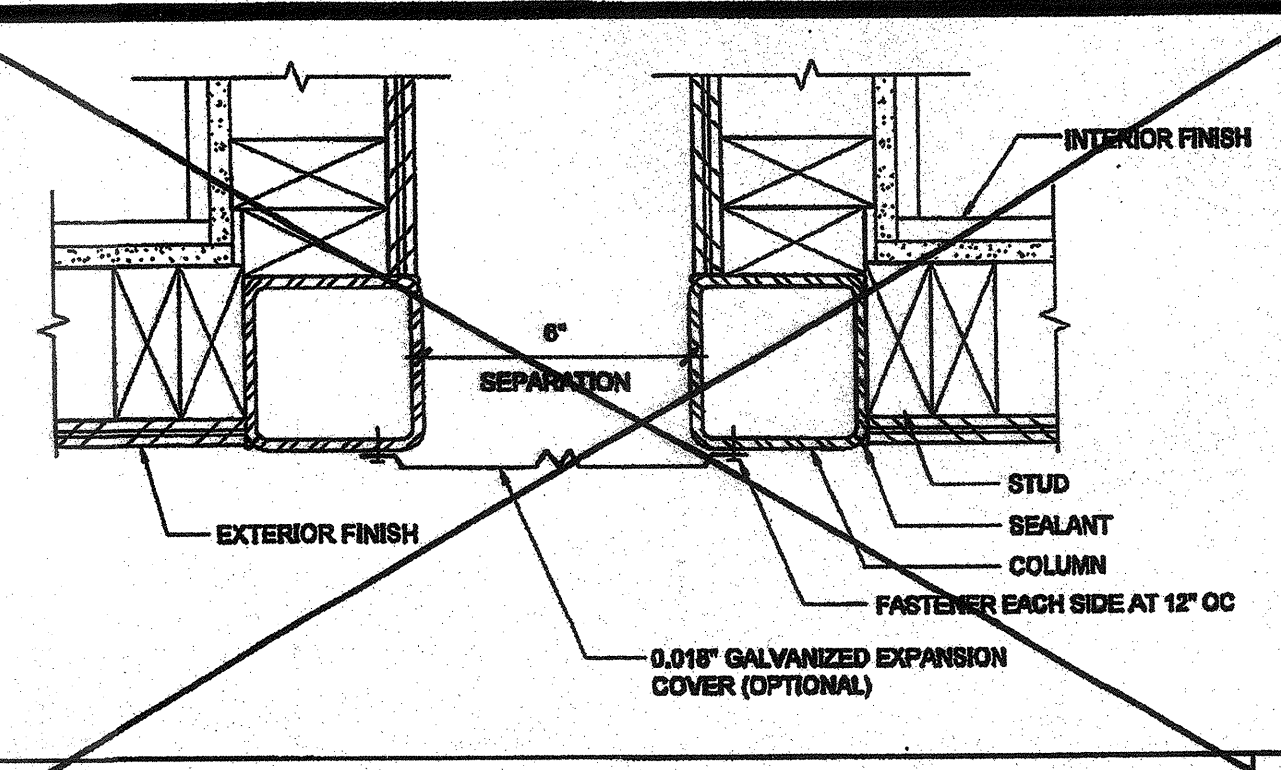 INTERIOR FINISH
6"
SEPARATION
STUD
SEALANT
EXTERIOR FINISH
COLUMN
FASTENER EACH SIDE AT 12" OC
0.018" GALVANIZED EXPANSION
COVER (OPTIONAL)